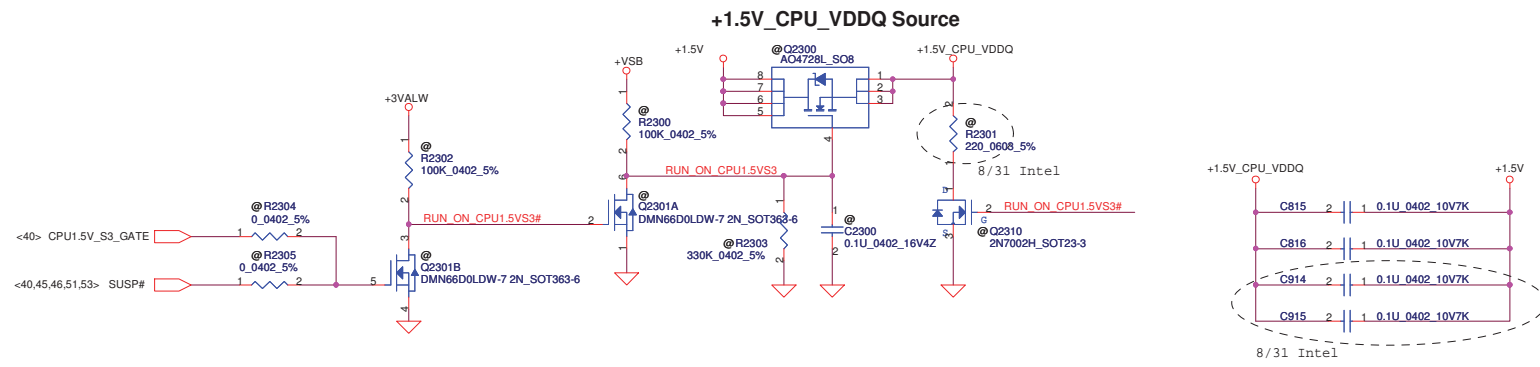 +1.5V_CPU_VDDQ Source
+1.5V
@Q2300
AO4728L_SO8
8
7
6
5
1
2
3
4
+1.5V_CPU_VDDQ
2
@
R2301
220_0603_5%
1
8/31 Intel
+VSB
1
@
R2300
100K_0402_5%
2
+3VALW
1
@
R2302
100K_0402_5%
2
RUN_ON_CPU1.5VS3
6
@
Q2301A
DMN66D0LDW-7 2N_SOT363-6
2
1
RUN_ON_CPU1.5VS3#
1
@R2303
330K_0402_5%
2
1
@
C2300
0.1U_0402_16V4Z
2
D
1
2
G
S
3
RUN_ON_CPU1.5VS3#
@Q2310
2N7002H_SOT23-3
@R2304
0_0402_5%
<40> CPU1.5V_S3_GATE
1
2
@R2305
0_0402_5%
<40,45,46,51,53> SUSP#
1
2
3
@
Q2301B
DMN66D0LDW-7 2N_SOT363-6
5
4
+1.5V_CPU_VDDQ
+1.5V
C815 2 1 0.1U_0402_10V7K
C816 2 1 0.1U_0402_10V7K
C914 2 1 0.1U_0402_10V7K
C915 2 1 0.1U_0402_10V7K
8/31 Intel